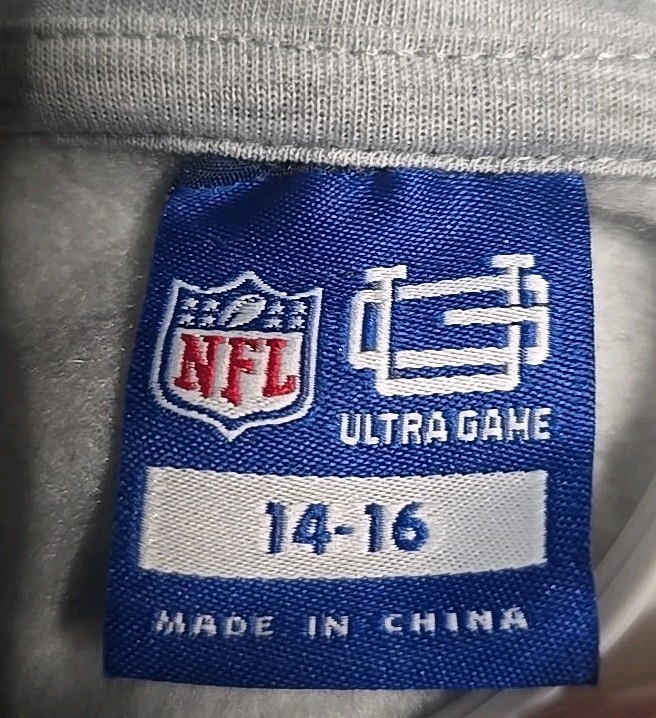 NFL
ULTRA GAME
14-16
MADE IN CHINA